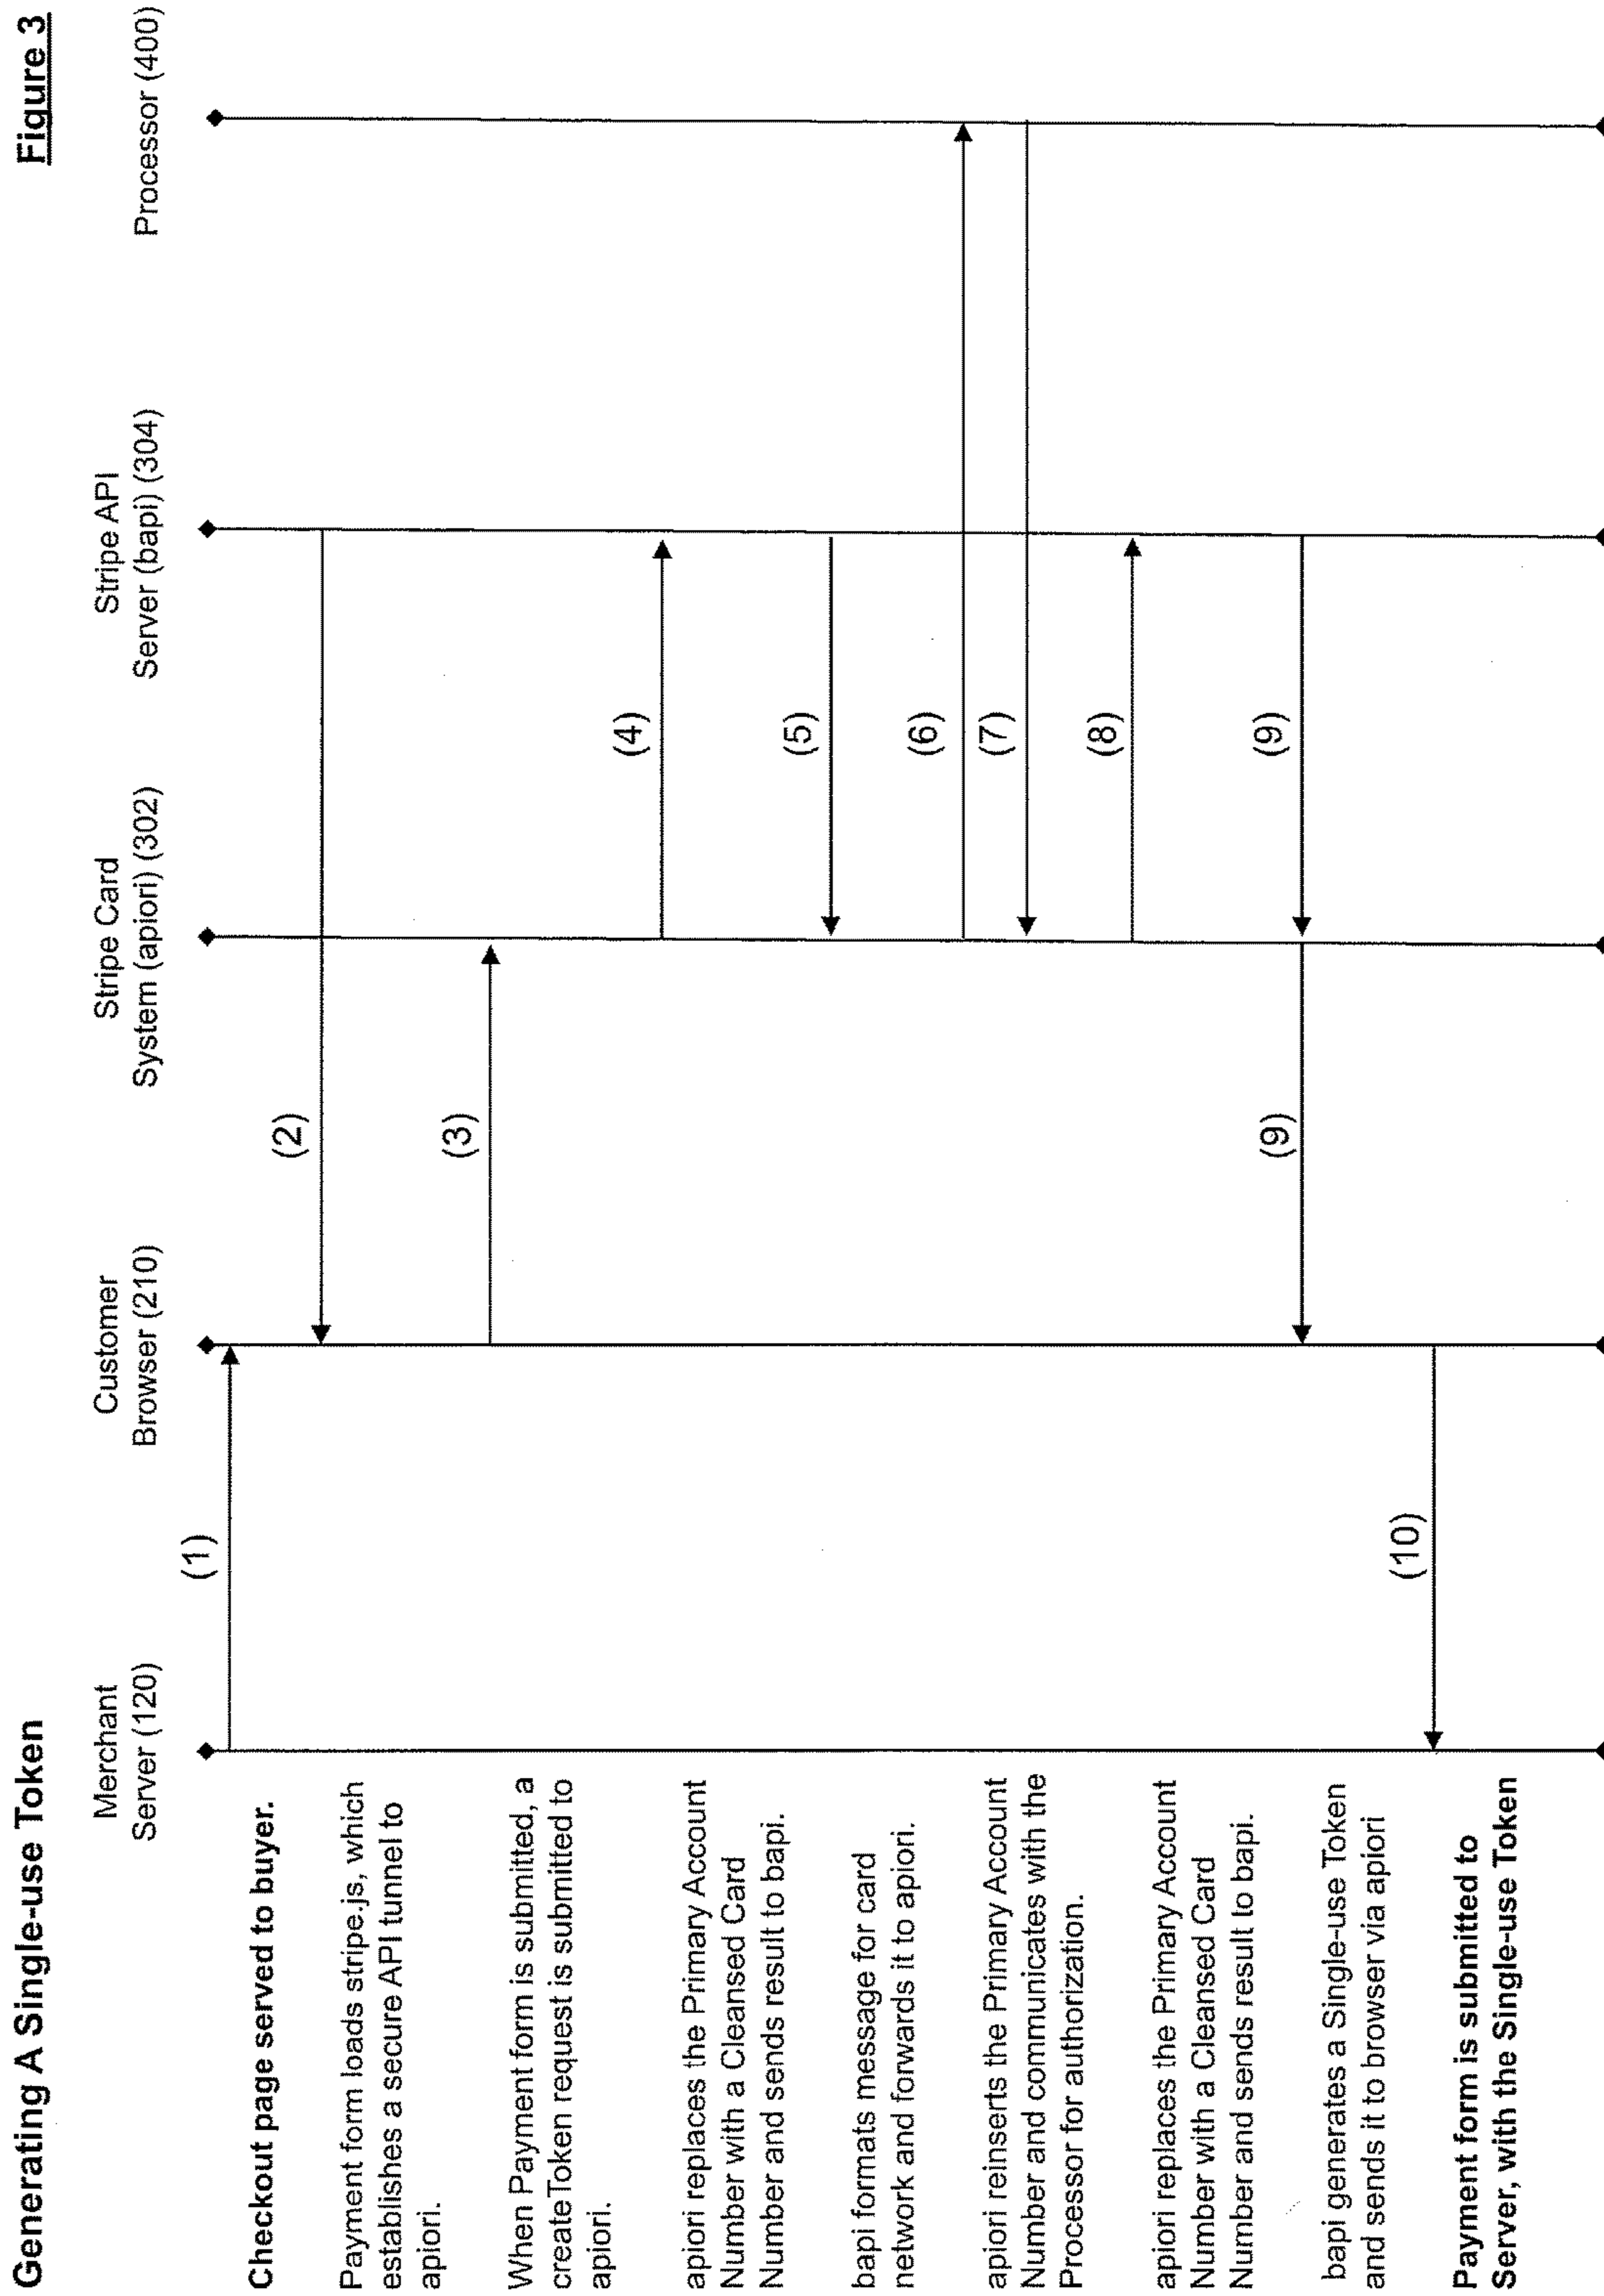 Generating A Single-use Token
Figure 3
Merchant
Server (120)
Customer
Browser (210)
Stripe Card
System (apiori) (302)
Stripe API
Server (bapi) (304)
Processor (400)
Checkout page served to buyer.
(1)
Payment form loads stripe.js, which
establishes a secure API tunnel to
apiori.
(2)
When Payment form is submitted, a
createToken request is submitted to
apiori.
(3)
apiori replaces the Primary Account
Number with a Cleansed Card
Number and sends result to bapi.
(4)
bapi formats message for card
network and forwards it to apiori.
(5)
apiori reinserts the Primary Account
Number and communicates with the
Processor for authorization.
(6)
(7)
apiori replaces the Primary Account
Number with a Cleansed Card
Number and sends result to bapi.
(8)
bapi generates a Single-use Token
and sends it to browser via apiori
(9)
(9)
Payment form is submitted to
Server, with the Single-use Token
(10)